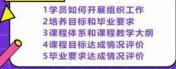 1学员如何开展组织工作
2培养目标和毕业要求
3课程体系和课程教学大纲
4课程目标达成情况评价
5毕业要求达成情况评价